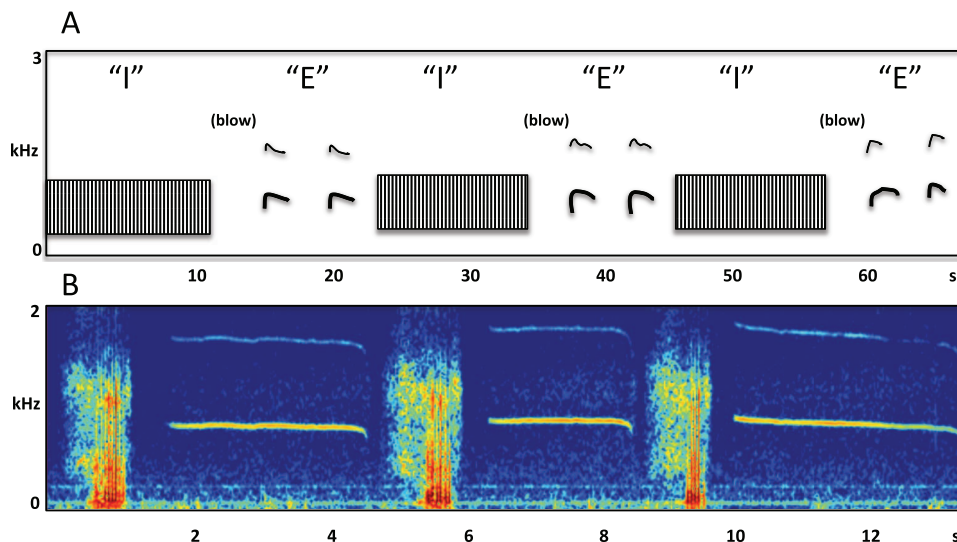 A
3
“I” “E” “I” “E” “I” “E”
(blow) (blow) (blow)
kHz
0
10 20 30 40 50 60 s
B
2
kHz
0
2 4 6 8 10 12 s